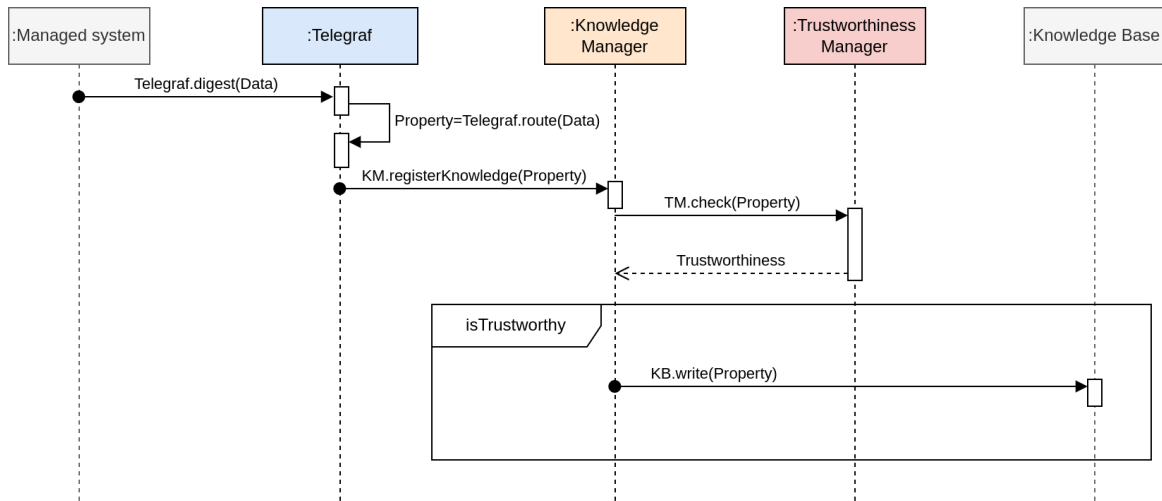 :Managed system
:Telegraf
:Knowledge
Manager
:Trustworthiness
Manager
:Knowledge Base
Telegraf.digest(Data)
Property=Telegraf.route(Data)
KM.registerKnowledge(Property)
TM.check(Property)
Trustworthiness
isTrustworthy
KB.write(Property)